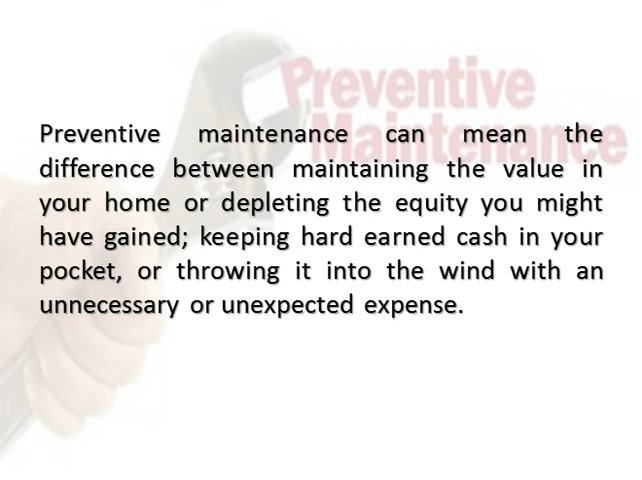 Preventive
Maintenance
Preventive maintenance can mean the
difference between maintaining the value in
your home or depleting the equity you might
have gained; keeping hard earned cash in your
pocket, or throwing it into the wind with an
unnecessary or unexpected expense.